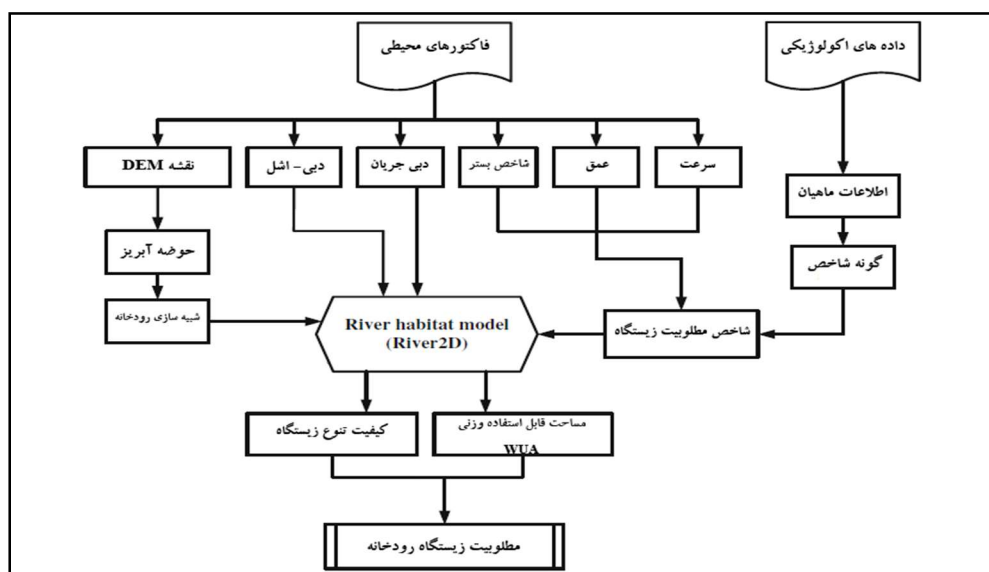 داده های اکولوژیکی
فاکتورهای محیطی
سرعت
عمق
شاخص بستر
دبی جریان
دبی - اشل
نقشه DEM
اطلاعات ماهیان
حوضه آبریز
گونه شاخص
شبیه سازی رودخانه
River habitat model
(River2D)
شاخص مطلوبیت زیستگاه
مساحت قابل استفاده وزنی
WUA
کیفیت تنوع زیستگاه
مطلوبیت زیستگاه رودخانه